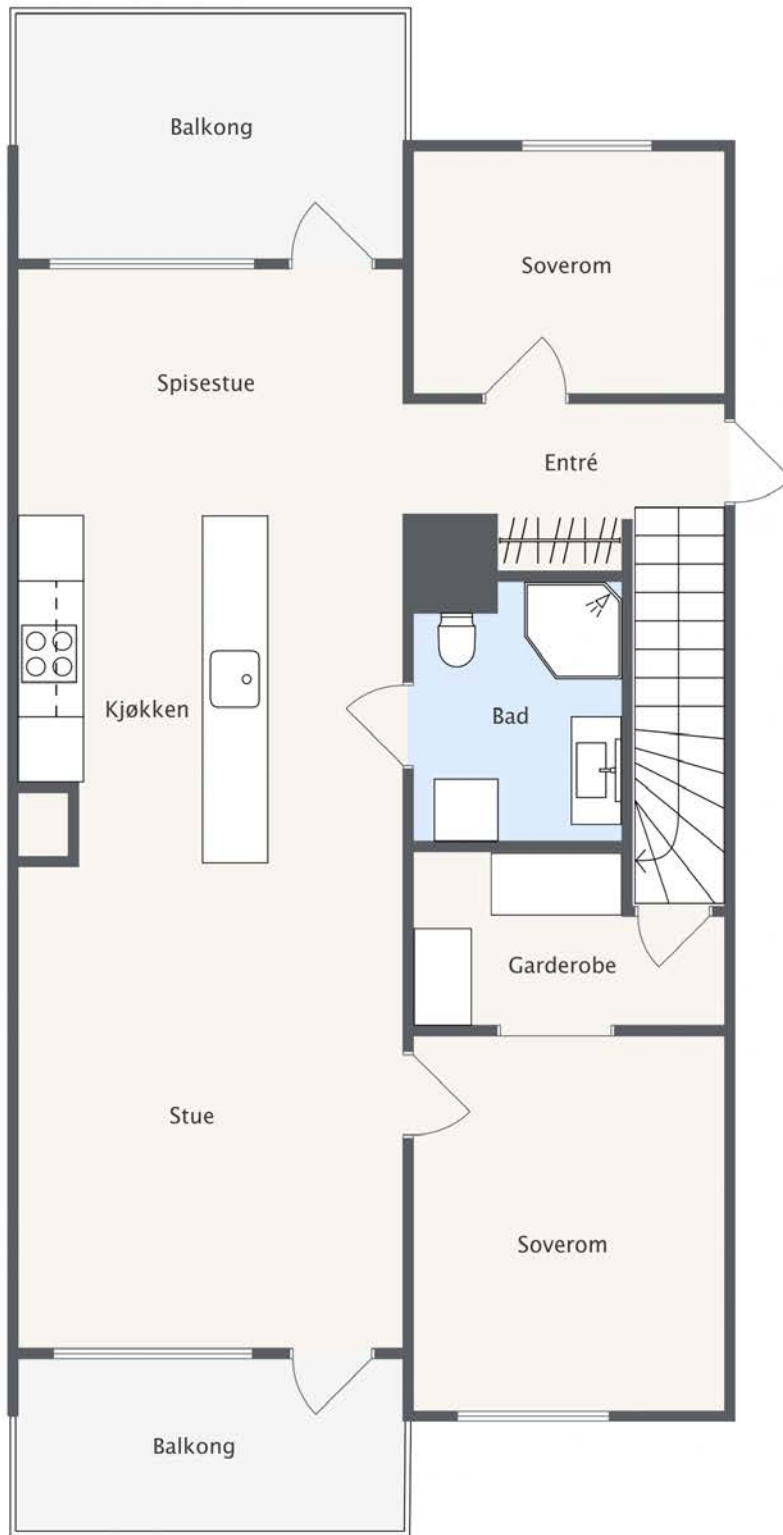 Balkong
Soverom
Spisestue
Entré
Kjøkken
Bad
Garderobe
Stue
Soverom
Balkong